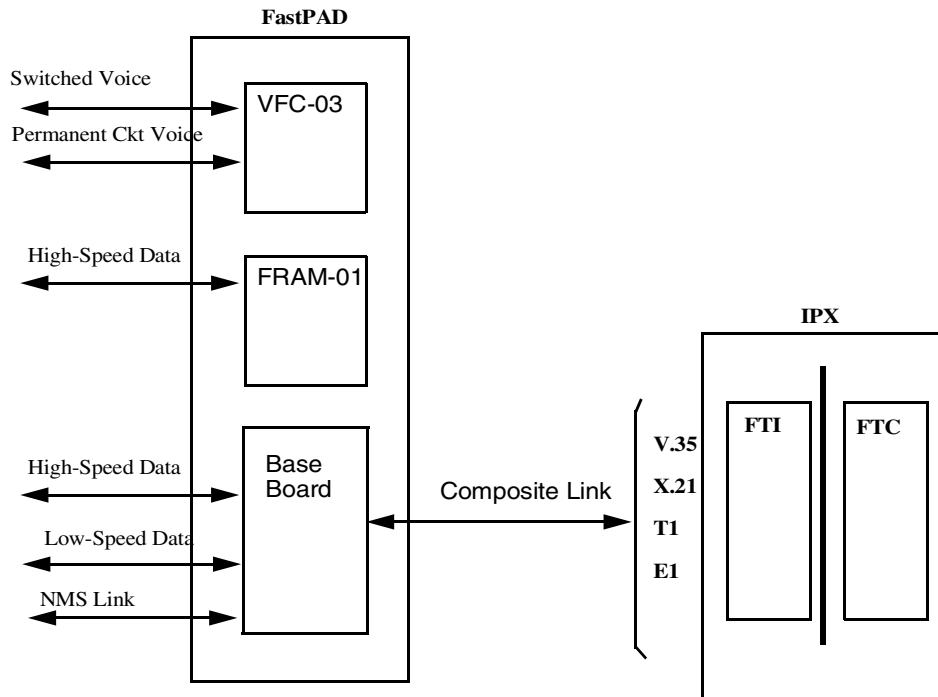 FastPAD
Switched Voice
VFC-03
Permanent Ckt Voice
High-Speed Data
FRAM-01
IPX
High-Speed Data
Base
Board
Low-Speed Data
NMS Link
Composite Link
V.35
X.21
T1
E1
FTI
FTC